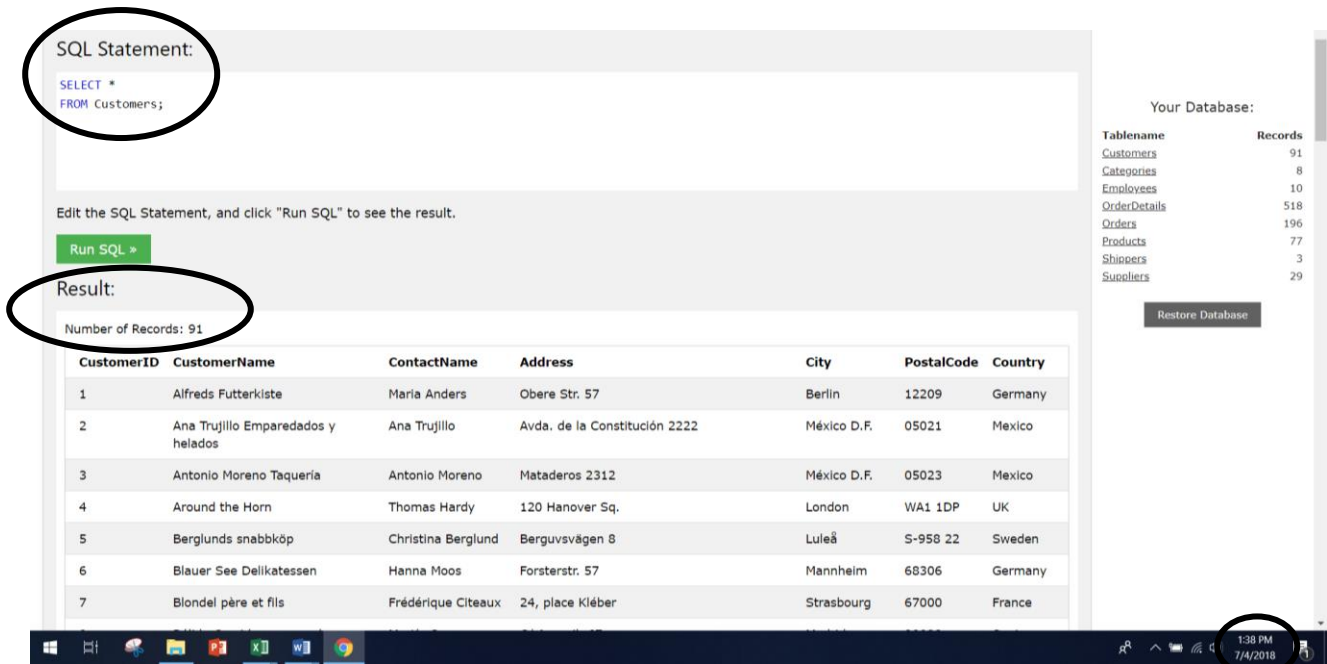 SQL Statement:
SELECT *
FROM Customers;
Edit the SQL Statement, and click "Run SQL" to see the result.
Run SQL »
Result:
Number of Records: 91
CustomerID CustomerName ContactName Address City PostalCode Country
1 Alfreds Futterkiste Maria Anders Obere Str. 57 Berlin 12209 Germany
2 Ana Trujillo Emparedados y helados Ana Trujillo Avda. de la Constitución 2222 México D.F. 05021 Mexico
3 Antonio Moreno Taquería Antonio Moreno Mataderos 2312 México D.F. 05023 Mexico
4 Around the Horn Thomas Hardy 120 Hanover Sq. London WA1 1DP UK
5 Berglunds snabbköp Christina Berglund Berguvsvägen 8 Luleå S-958 22 Sweden
6 Blauer See Delikatessen Hanna Moos Forsterstr. 57 Mannheim 68306 Germany
7 Blondel père et fils Frédérique Citeaux 24, place Kléber Strasbourg 67000 France
Your Database:
Tablename Records
Customers 91
Categories 8
Employees 10
OrderDetails 518
Orders 196
Products 77
Shippers 3
Suppliers 29
Restore Database
1:38 PM
7/4/2018